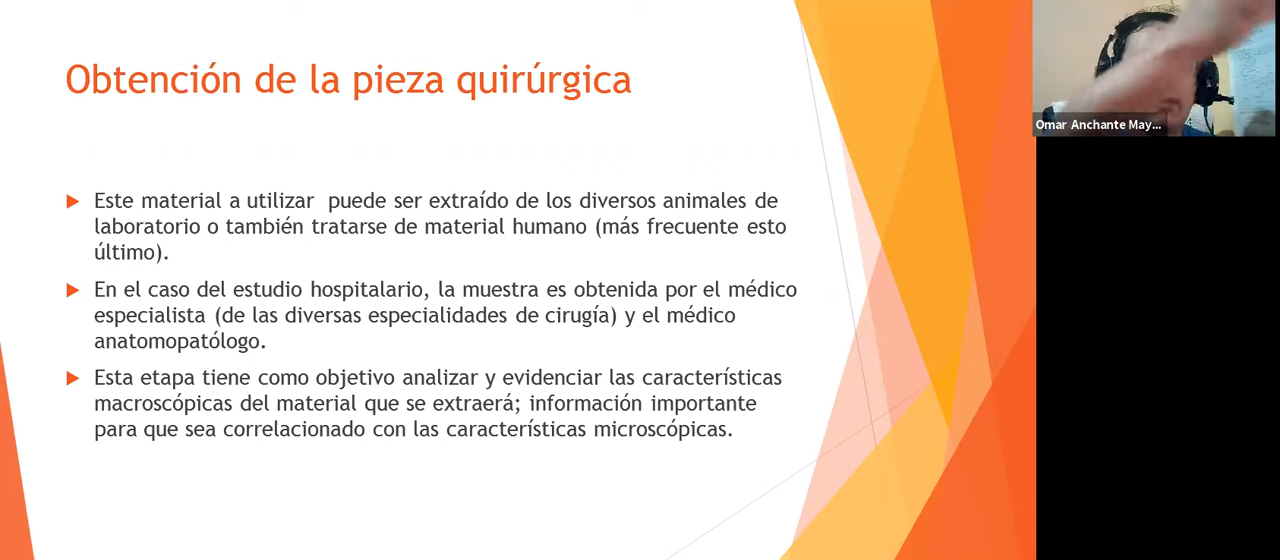 Obtención de la pieza quirúrgica
Este material a utilizar puede ser extraído de los diversos animales de
laboratorio o también tratarse de material humano (más frecuente esto
último).
En el caso del estudio hospitalario, la muestra es obtenida por el médico
especialista (de las diversas especialidades de cirugía) y el médico
anatomopatólogo.
Esta etapa tiene como objetivo analizar y evidenciar las características
macroscópicas del material que se extraerá; información importante
para que sea correlacionado con las características microscópicas.
Omar Anchante May...